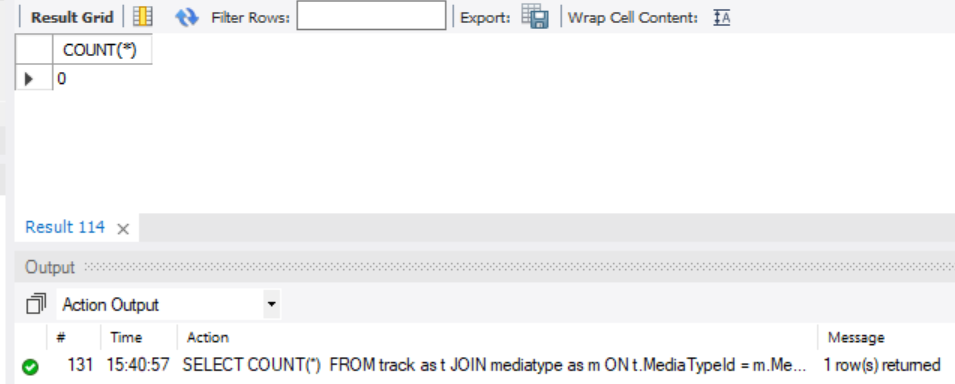 Result Grid Filter Rows: Export: Wrap Cell Content:
COUNT(*)
0
Result 114
Output
Action Output
# Time Action Message
131 15:40:57 SELECT COUNT(*) FROM track as t JOIN mediatype as m ON t.MediaTypeId = m.Me... 1 row(s) returned